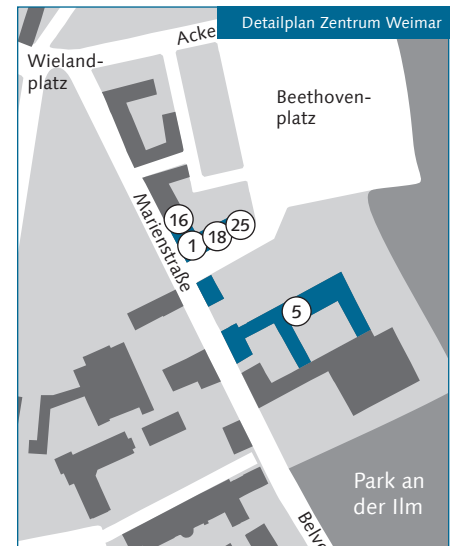 Detailplan Zentrum Weimar
Acke
Wieland-
platz
Beethoven-
platz
Marienstraße
16
1
18
25
5
Park an
der Ilm
Belve